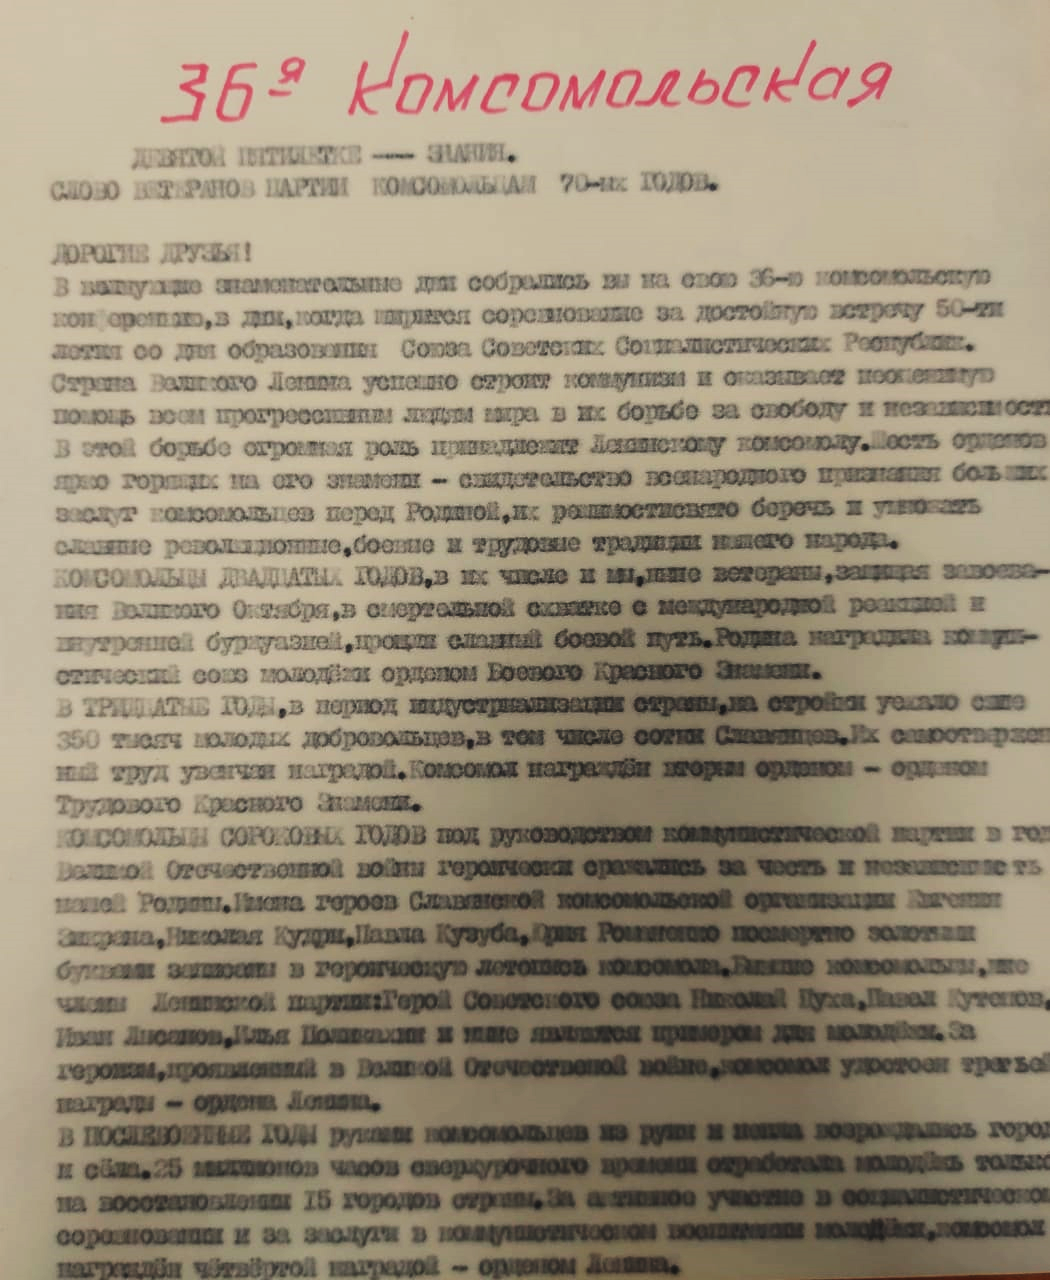 36я Комсомольская
ДЕВЯТОЙ ПЯТИЛЕТКЕ —— ЗНАНИЯ.
СЛОВО ВЕТЕРАНОВ ПАРТИИ КОМСОМОЛЬЦАМ 70-их ГОДОВ.
ДОРОГИЕ ДРУЗЬЯ!
В волнующие знаменательные дни собрались вы на свою 36-ю комсомольскую
конференцию,в дни,когда ширится соревнование за достойную встречу 50-ти
летия со дня образования Союза Советских Социалистических Республик.
Страна Великого Ленина успешно строит коммунизм и оказывает неоценимую
помощь всем прогрессивным людям мира в их борьбе за свободу и независимость
В этой борьбе огромная роль принадлежит Ленинскому комсомолу.Шесть орденов
ярко горящих на его знамени - свидетельство всенародного признания больших
заслуг комсомольцев перед Родиной,их решимостисвято беречь и умножать
славные революционные,боевые и трудовые традиции нашего народа.
КОМСОМОЛЬЦЫ ДВАДЦАТЫХ ГОДОВ,в их числе и мы,ныне ветераны,защищая завоева-
ния Великого Октября,в смертельной схватке с международной реакцией и
внутренней буржуазией,прошли славный боевой путь.Родина наградила коммуни-
стический союз молодёжи орденом Боевого Красного Знамени.
В ТРИДЦАТЫЕ ГОДЫ,в период индустриализации страны,на стройки уехало свыше
350 тысяч молодых добровольцев,в том числе сотни Славянцев.Их самоотвержен
ный труд увенчан наградой.Комсомол награждён вторым орденом - орденом
Трудового Красного Знамени.
КОМСОМОЛЬЦЫ СОРОКОВЫХ ГОДОВ под руководством коммунистической партии в год
Великой Отечественной войны героически сражались за честь и независимость
нашей Родины.Имена героев Славянской комсомольской организации Евгения
Николая Кудри,Павла Кузуба,Юрия Романенко посмертно золотыми
буквами записаны в героическую летопись комсомола.Бывшие комсомольцы,ныне
члены Ленинской партии:Герой Советского союза Николай Пуха,Павел Кутепов,
Иван Илья и ныне являются примером для молодёжи.За
героизм,проявленный в Великой Отечественной войне,комсомол удостоен третьей
награды - ордена Ленина.
В ПОСЛЕВОЕННЫЕ ГОДЫ руками комсомольцев из руин и пепла возрождались город
и сёла.25 миллионов часов сверхурочного времени отработала молодёжь только
на восстановлении 15 городов страны.За активное участие в социалистическом
соревновании и за заслуги в коммунистическом воспитании молодёжи,комсомол
награждён чётвёртой наградой - орденом Ленина.